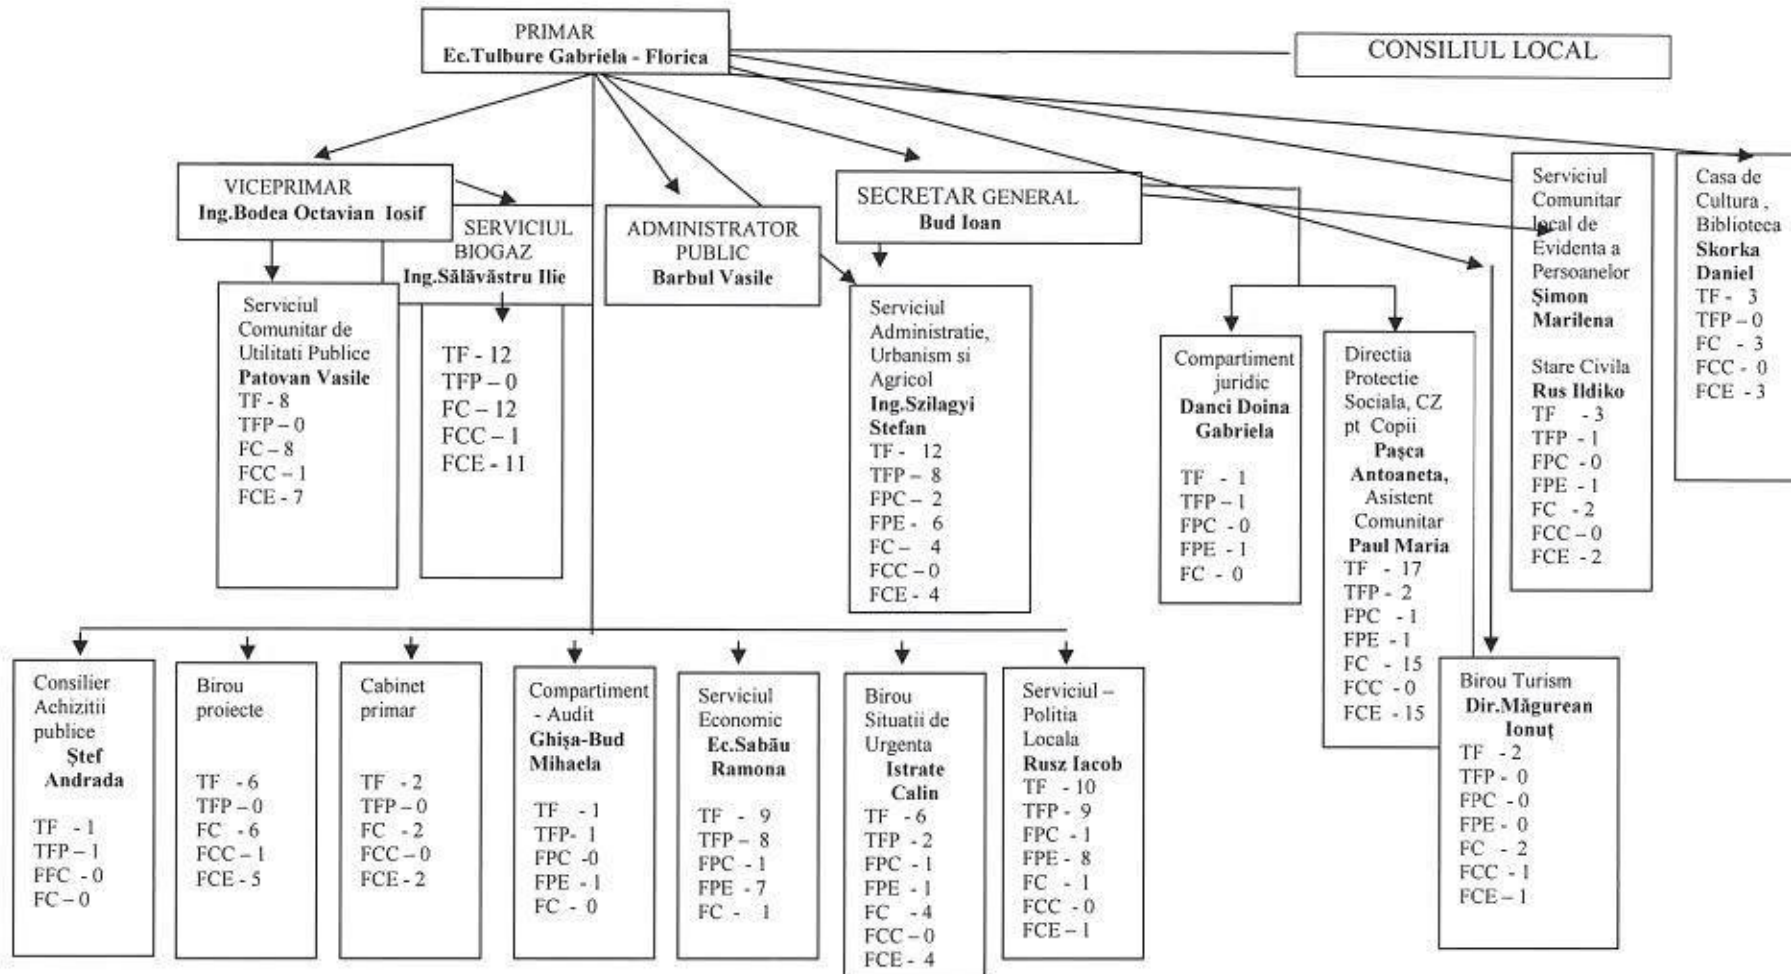 PRIMAR
Ec.Tulbure Gabriela - Florica
CONSILIUL LOCAL
VICEPRIMAR
Ing.Bodea Octavian Iosif
SERVICIUL
BIOGAZ
Ing.Sălăvăstru Ilie
ADMINISTRATOR
PUBLIC
Barbul Vasile
SECRETAR GENERAL
Bud Ioan
Serviciul
Comunitar
local de
Evidenta a
Persoanelor
Șimon
Marilena
Stare Civila
Rus Ildiko
TF - 3
TFP - 1
FPC - 0
FPE - 1
FC - 2
FCC – 0
FCE - 2
Casa de
Cultura ,
Biblioteca
Skorka
Daniel
TF - 3
TFP – 0
FC - 3
FCC - 0
FCE - 3
Serviciul
Comunitar de
Utilitati Publice
Patovan Vasile
TF - 8
TFP – 0
FC – 8
FCC – 1
FCE - 7
TF - 12
TFP – 0
FC – 12
FCC – 1
FCE - 11
Serviciul
Administratie,
Urbanism si
Agricol
Ing.Szilagyi
Stefan
TF - 12
TFP – 8
FPC – 2
FPE - 6
FC – 4
FCC – 0
FCE - 4
Compartiment
juridic
Danci Doina
Gabriela
TF - 1
TFP – 1
FPC - 0
FPE - 1
FC - 0
Directia
Protectie
Sociala, CZ
pt Copii
Pașca
Antoaneta,
Asistent
Comunitar
Paul Maria
TF - 17
TFP - 2
FPC - 1
FPE - 1
FC - 15
FCC - 0
FCE - 15
Birou Turism
Dir.Măgurean
Ionuț
TF - 2
TFP - 0
FPC - 0
FPE - 0
FC - 2
FCC - 1
FCE – 1
Consilier
Achizitii
publice
Ștef
Andrada
TF - 1
TFP – 1
FFC - 0
FC – 0
Birou
proiecte
TF - 6
TFP – 0
FC - 6
FCC – 1
FCE - 5
Cabinet
primar
TF - 2
TFP – 0
FC - 2
FCC – 0
FCE - 2
Compartiment
- Audit
Ghișa-Bud
Mihaela
TF - 1
TFP- 1
FPC -0
FPE - 1
FC - 0
Serviciul
Economic
Ec.Sabău
Ramona
TF - 9
TFP – 8
FPC - 1
FPE - 7
FC - 1
Birou
Situatii de
Urgenta
Istrate
Calin
TF - 6
TFP - 2
FPC - 1
FPE - 1
FC - 4
FCC – 0
FCE – 4
Serviciul –
Politia
Locala
Rusz Iacob
TF - 10
TFP - 9
FPC - 1
FPE - 8
FC - 1
FCC - 0
FCE – 1